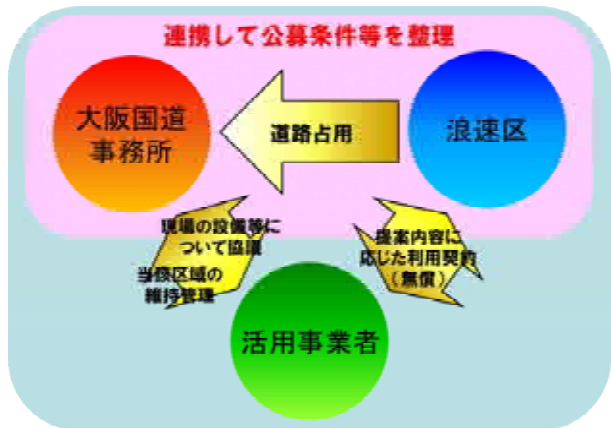 連携して公募条件等を整理
大阪国道
事務所
道路占用
浪速区
現場の設備等に
ついて協議
当該区域の
維持管理
提案内容に
応じた利用契約
（無償）
活用事業者